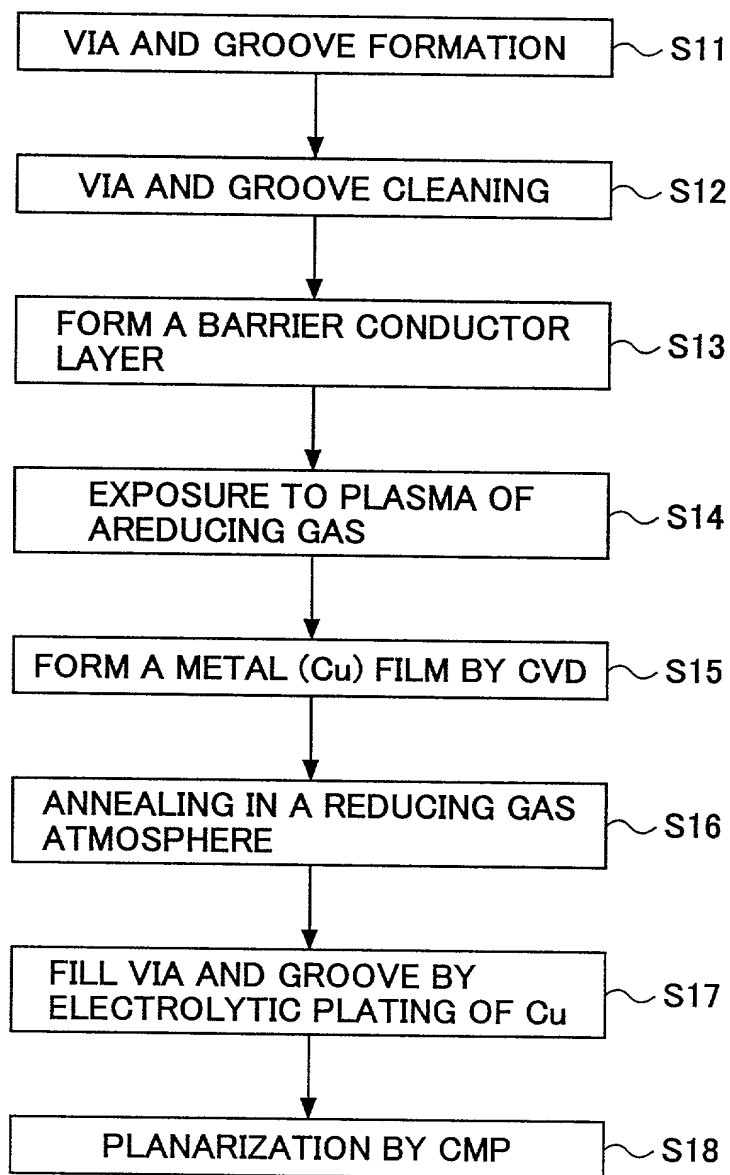 VIA AND GROOVE FORMATION S11
VIA AND GROOVE CLEANING S12
FORM A BARRIER CONDUCTOR
LAYER S13
EXPOSURE TO PLASMA OF
AREDUCING GAS S14
FORM A METAL (Cu) FILM BY CVD S15
ANNEALING IN A REDUCING GAS
ATMOSPHERE S16
FILL VIA AND GROOVE BY
ELECTROLYTIC PLATING OF Cu S17
PLANARIZATION BY CMP S18